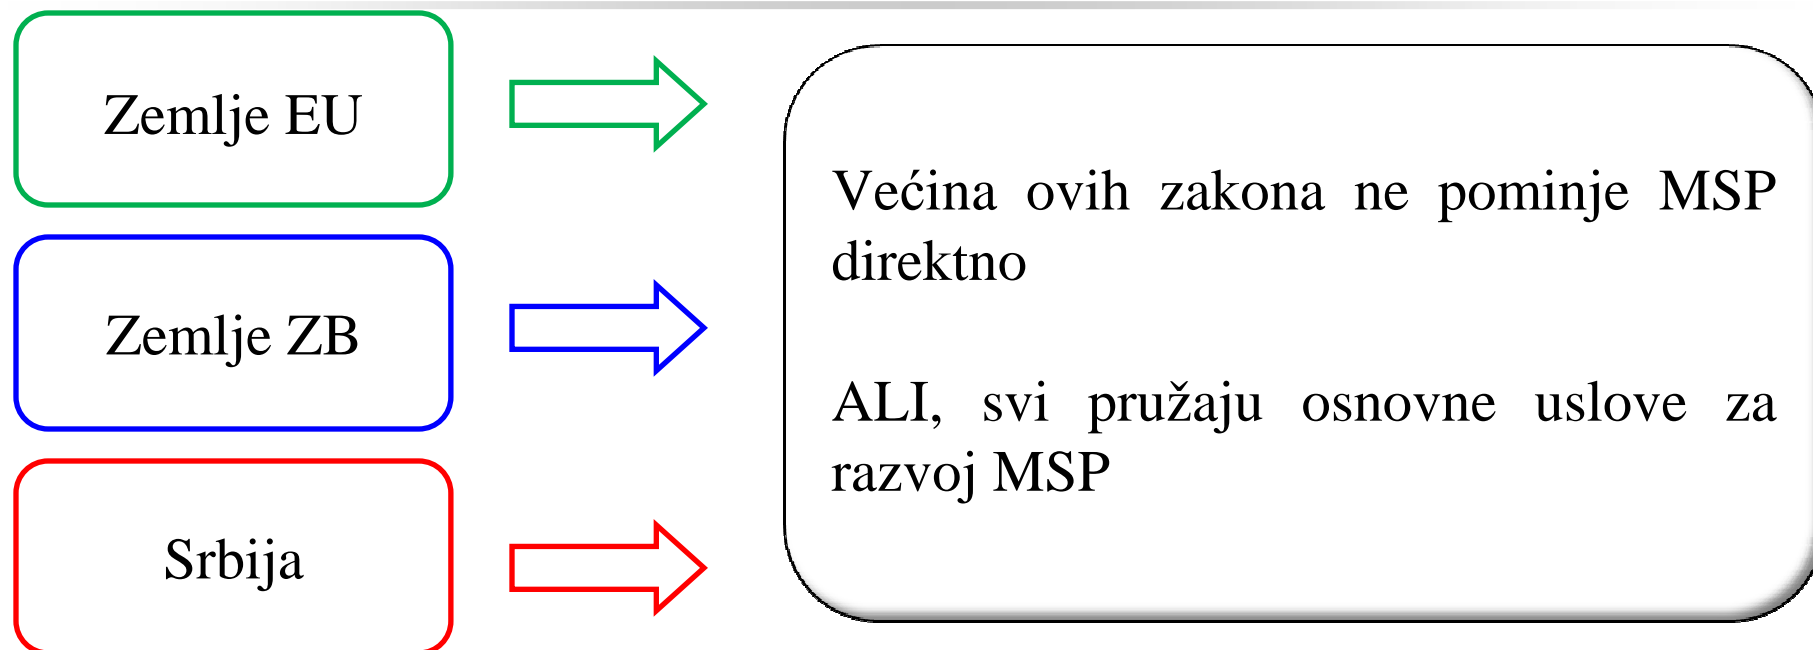 Zemlje EU
Zemlje ZB
Srbija
Većina ovih zakona ne pominje MSP
direktno
ALI, svi pružaju osnovne uslove za
razvoj MSP